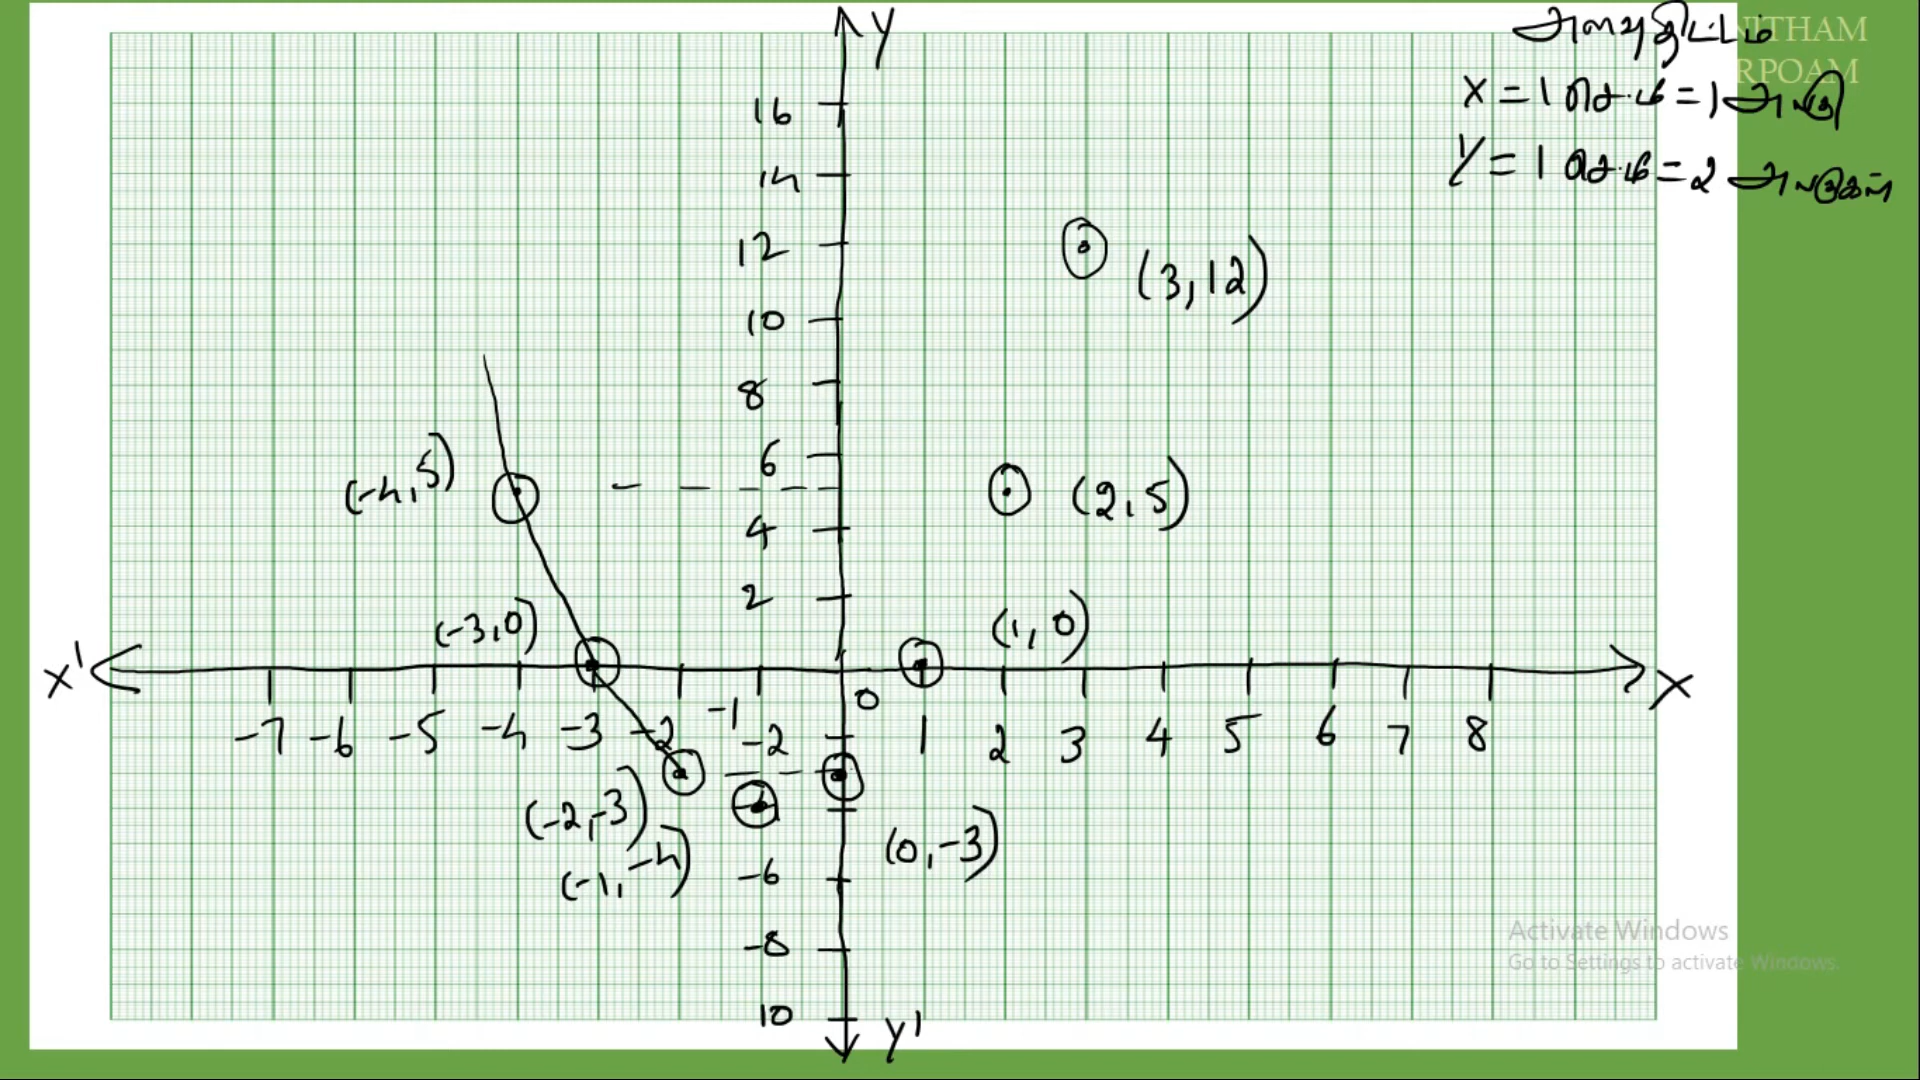 Y
அளவுத்திட்டம்
NITHAM
RPOAM
X = 1 செ.மீ = 1 அலகு
Y = 1 செ.மீ = 2 அலகுகள்
16
14
12
(3, 12)
10
8
6
(-4, 5)
(2, 5)
4
2
(-3, 0)
(1, 0)
X'
X
0
-7 -6 -5 -4 -3 -2 -1 1 2 3 4 5 6 7 8
-2
(-2, -3)
(0, -3)
(-1, -4)
-6
-8
10
Y'
Activate Windows
Go to Settings to activate Windows.